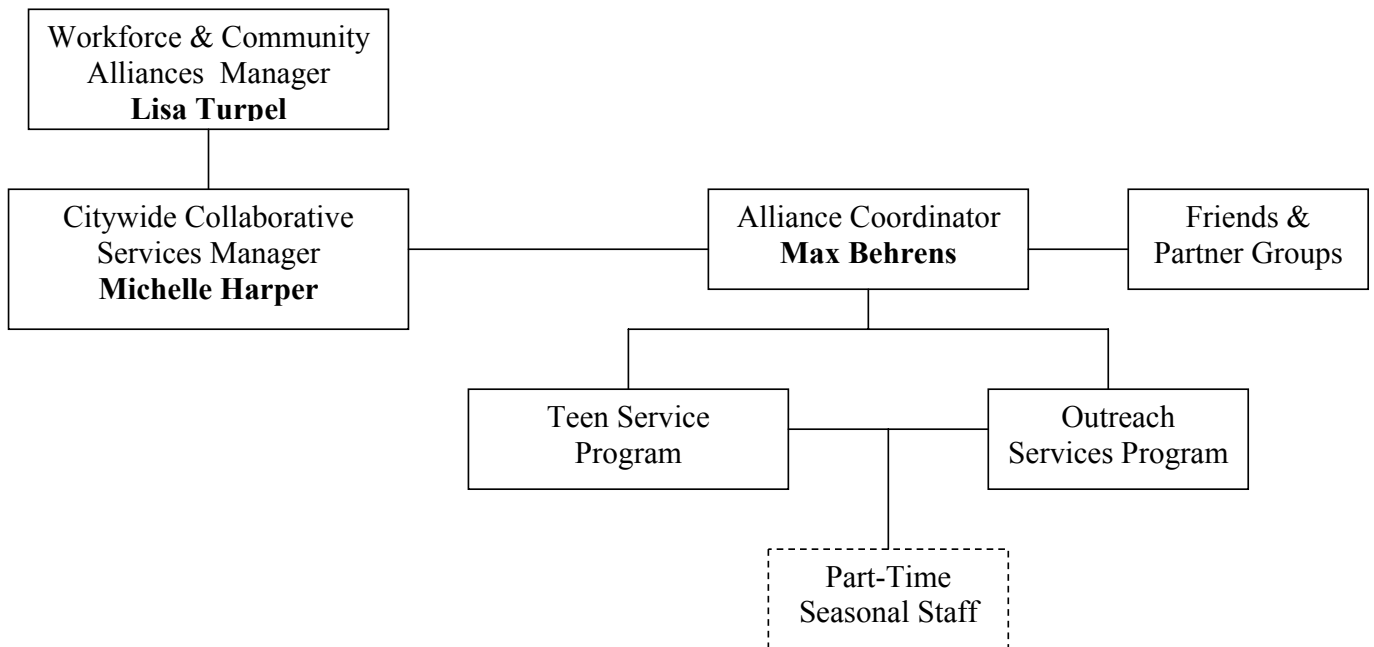 Workforce & Community
Alliances Manager
Lisa Turpel
Citywide Collaborative
Services Manager
Michelle Harper
Alliance Coordinator
Max Behrens
Friends &
Partner Groups
Teen Service
Program
Outreach
Services Program
Part-Time
Seasonal Staff